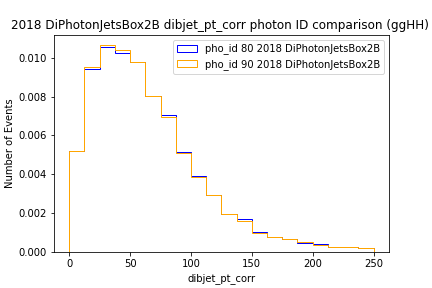 2018 DiPhotonJetsBox2B dibjet_pt_corr photon ID comparison (ggHH)
pho_id 80 2018 DiPhotonJetsBox2B
pho_id 90 2018 DiPhotonJetsBox2B
Number of Events
0.010
0.008
0.006
0.004
0.002
0.000
0 50 100 150 200 250
dibjet_pt_corr